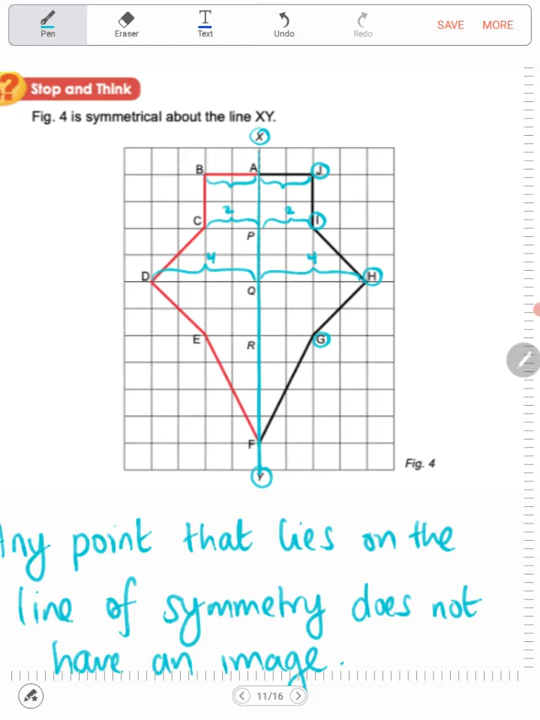 Pen
Eraser
Text
Undo
Redo
SAVE
MORE
?
Stop and Think
Fig. 4 is symmetrical about the line XY.
X
B
A
J
C
2
2
I
P
4
4
D
H
Q
E
R
G
F
Y
Fig. 4
Any point that lies on the
line of symmetry does not
have an image.
11/16